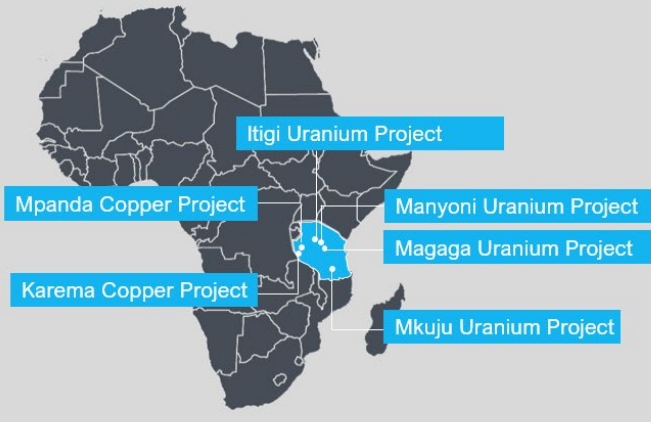 Itigi Uranium Project
Mpanda Copper Project
Manyoni Uranium Project
Magaga Uranium Project
Karema Copper Project
Mkuju Uranium Project